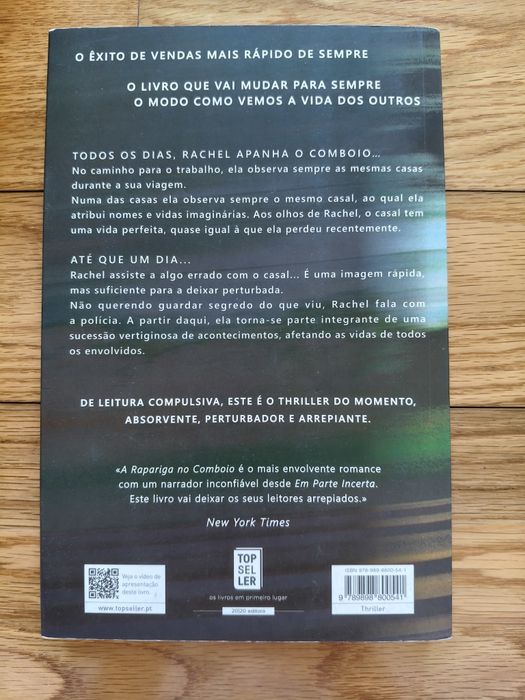 O ÊXITO DE VENDAS MAIS RÁPIDO DE SEMPRE
O LIVRO QUE VAI MUDAR PARA SEMPRE
O MODO COMO VEMOS A VIDA DOS OUTROS
TODOS OS DIAS, RACHEL APANHA O COMBOIO...
No caminho para o trabalho, ela observa sempre as mesmas casas
durante a sua viagem.
Numa das casas ela observa sempre o mesmo casal, ao qual ela
atribui nomes e vidas imaginárias. Aos olhos de Rachel, o casal tem
uma vida perfeita, quase igual à que ela perdeu recentemente.
ATÉ QUE UM DIA...
Rachel assiste a algo errado com o casal... É uma imagem rápida,
mas suficiente para a deixar perturbada.
Não querendo guardar segredo do que viu, Rachel fala com
a polícia. A partir daqui, ela torna-se parte integrante de uma
sucessão vertiginosa de acontecimentos, afetando as vidas de todos
os envolvidos.
DE LEITURA COMPULSIVA, ESTE É O THRILLER DO MOMENTO,
ABSORVENTE, PERTURBADOR E ARREPIANTE.
«A Rapariga no Comboio é o mais envolvente romance
com um narrador inconfiável desde Em Parte Incerta.
Este livro vai deixar os seus leitores arrepiados.»
New York Times
Veja o vídeo de
apresentação
deste livro.
www.topseller.pt
TOP
SEL
LER
os livros em primeiro lugar
20|20 editora
ISBN 978-989-8800-54-1
9 789898 800541
Thriller